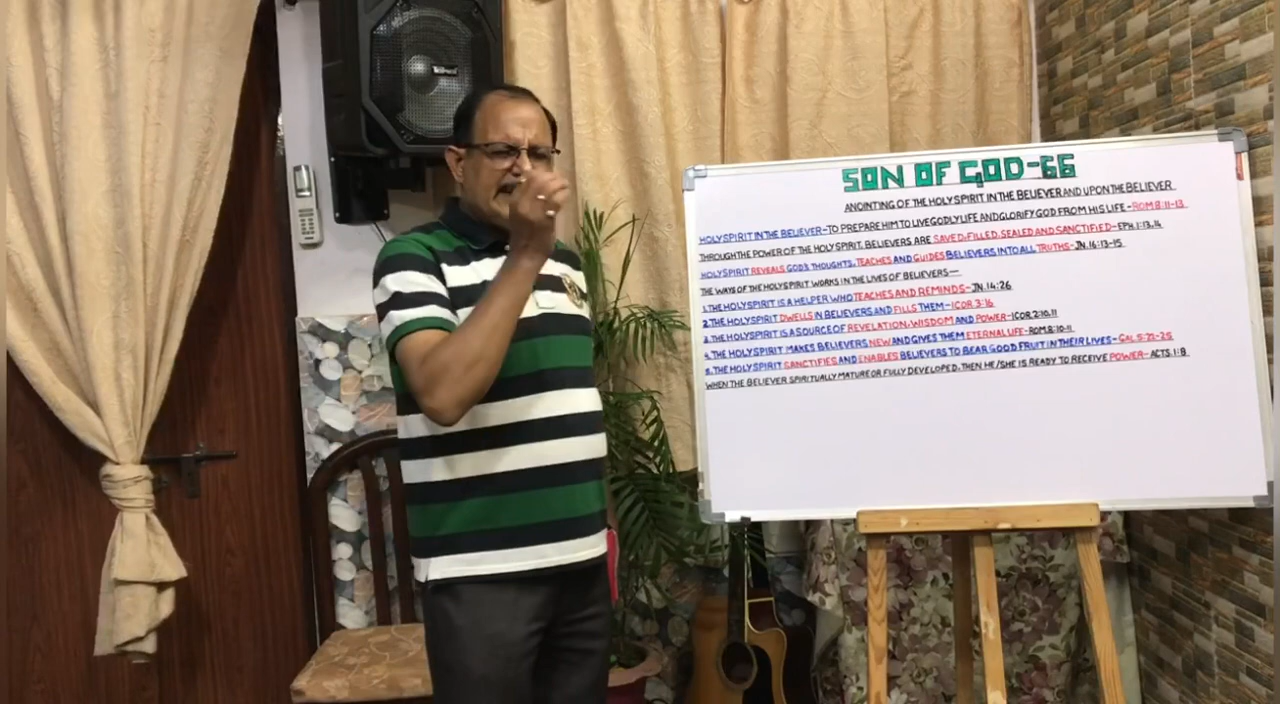 SON OF GOD-66
ANOINTING OF THE HOLY SPIRIT IN THE BELIEVER AND UPON THE BELIEVER
HOLY SPIRIT IN THE BELIEVER-TO PREPARE HIM TO LIVE GODLY LIFE AND GLORIFY GOD FROM HIS LIFE-ROM 8:11-13
THROUGH THE POWER OF THE HOLY SPIRIT, BELIEVERS ARE SAVED, FILLED, SEALED AND SANCTIFIED-EPH.1:13,14
HOLY SPIRIT REVEALS GOD'S THOUGHTS, TEACHES AND GUIDES BELIEVERS INTO ALL TRUTHS-JN.16:13-15
THE WAYS OF THE HOLY SPIRIT WORKS IN THE LIVES OF BELIEVERS-
1.THE HOLY SPIRIT IS A HELPER WHO TEACHES AND REMINDS-JN.14:26
2.THE HOLY SPIRIT DWELLS IN BELIEVERS AND FILLS THEM-1COR 3:16
3.THE HOLY SPIRIT IS A SOURCE OF REVELATION, WISDOM AND POWER-1COR 2:10,11
4.THE HOLY SPIRIT MAKES BELIEVERS NEW AND GIVES THEM ETERNAL LIFE-ROM.8:10-11
5.THE HOLY SPIRIT SANCTIFIES AND ENABLES BELIEVERS TO BEAR GOOD FRUIT IN THEIR LIVES-GAL 5:21-25
WHEN THE BELIEVER SPIRITUALLY MATURE OR FULLY DEVELOPED, THEN HE/SHE IS READY TO RECEIVE POWER-ACTS.1:8